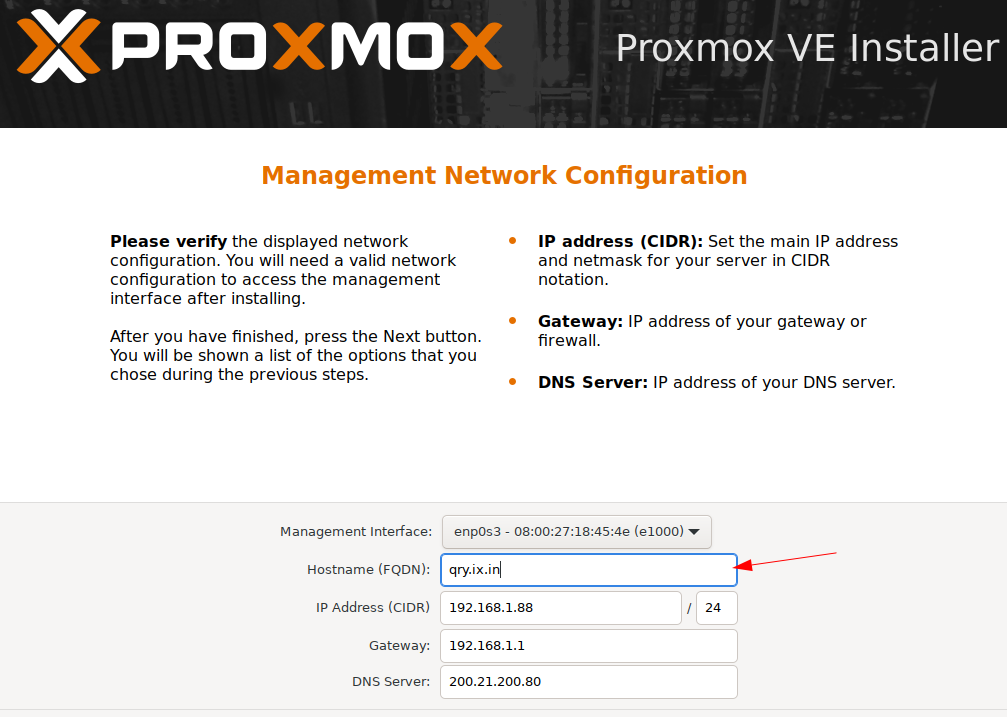 PROXMOX
Proxmox VE Installer
Management Network Configuration
Please verify the displayed network
configuration. You will need a valid network
configuration to access the management
interface after installing.
After you have finished, press the Next button.
You will be shown a list of the options that you
chose during the previous steps.
IP address (CIDR): Set the main IP address
and netmask for your server in CIDR
notation.
Gateway: IP address of your gateway or
firewall.
DNS Server: IP address of your DNS server.
Management Interface: enp0s3 - 08:00:27:18:45:4e (e1000)
Hostname (FQDN): qry.ix.in
IP Address (CIDR) 192.168.1.88 / 24
Gateway: 192.168.1.1
DNS Server: 200.21.200.80